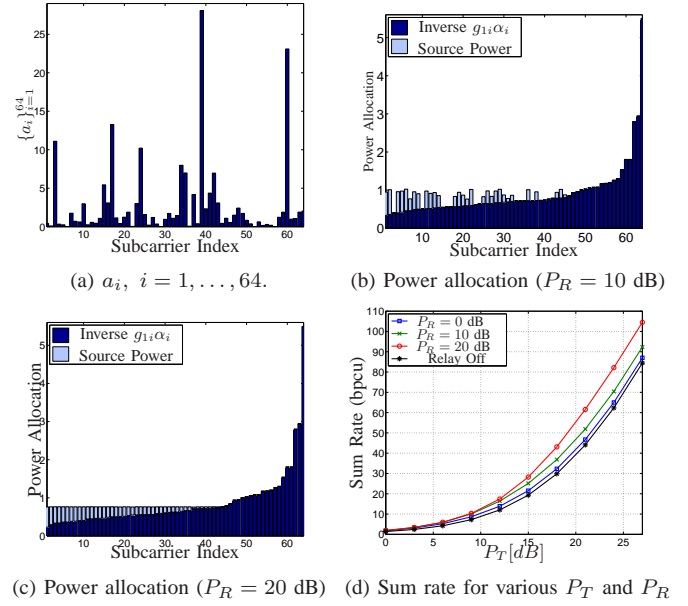 25
20
15
10
5
0
{a_i}_{i=1}^{64}
10 20 30 40 50 60
Subcarrier Index
(a) a_i, i = 1, . . . , 64.
Inverse g_{1i}α_i
Source Power
5
4
3
2
1
0
Power Allocation
10 20 30 40 50 60
Subcarrier Index
(b) Power allocation (P_R = 10 dB)
Inverse g_{1i}α_i
Source Power
5
4
3
2
1
0
Power Allocation
10 20 30 40 50 60
Subcarrier Index
(c) Power allocation (P_R = 20 dB)
110
100
90
80
70
60
50
40
30
20
10
0
Sum Rate (bpcu)
P_R = 0 dB
P_R = 10 dB
P_R = 20 dB
Relay Off
0 5 10 15 20 25
P_T[dB]
(d) Sum rate for various P_T and P_R